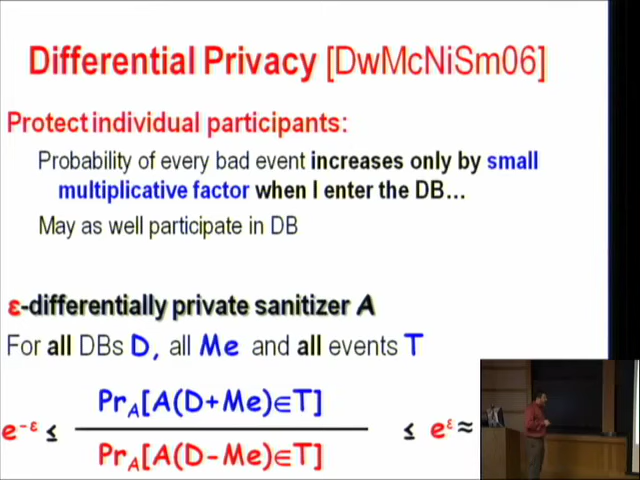 Differential Privacy [DwMcNiSm06]
Protect individual participants:
Probability of every bad event increases only by small
multiplicative factor when I enter the DB…
May as well participate in DB
ε-differentially private sanitizer A
For all DBs D, all Me and all events T
e^-ε ≤ Pr_A[A(D+Me)∈T] ≤ e^ε ≈
Pr_A[A(D-Me)∈T]